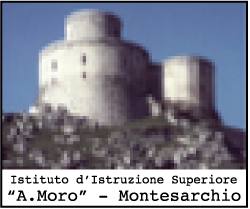 Istituto d'Istruzione Superiore
“A.Moro” - Montesarchio